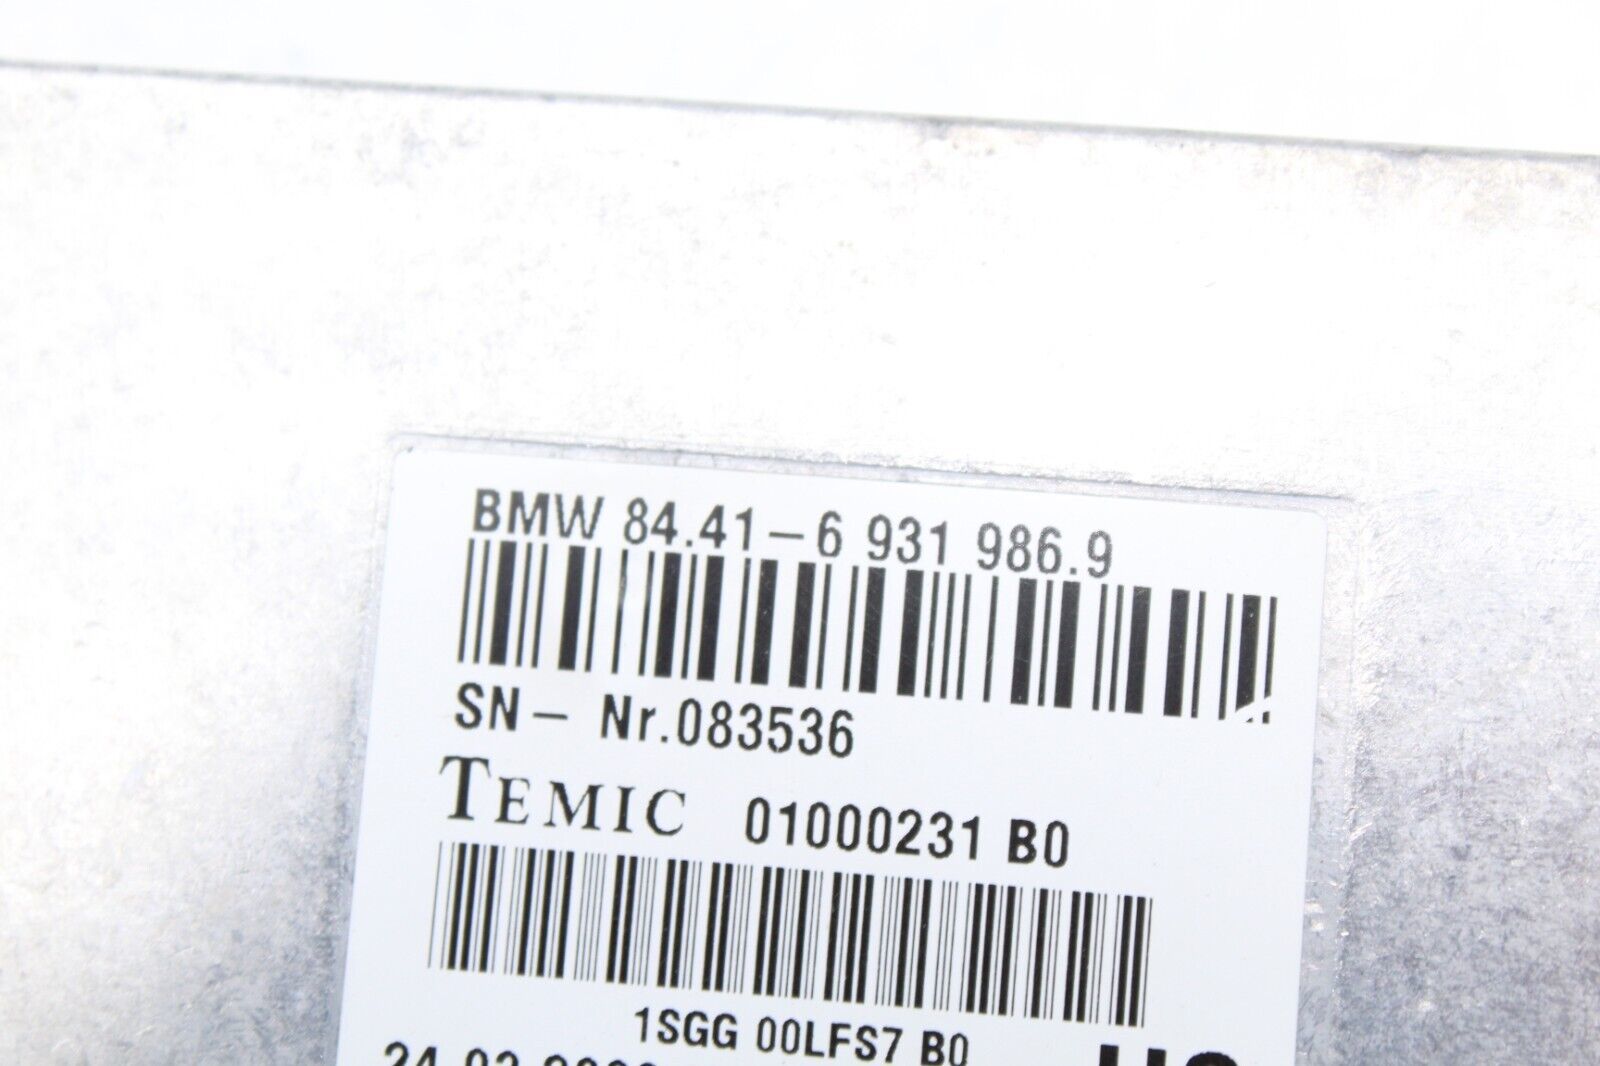 BMW 84.41-6 931 986.9
SN- Nr.083536
TEMIC 01000231 B0
1SGG 00LFS7 B0